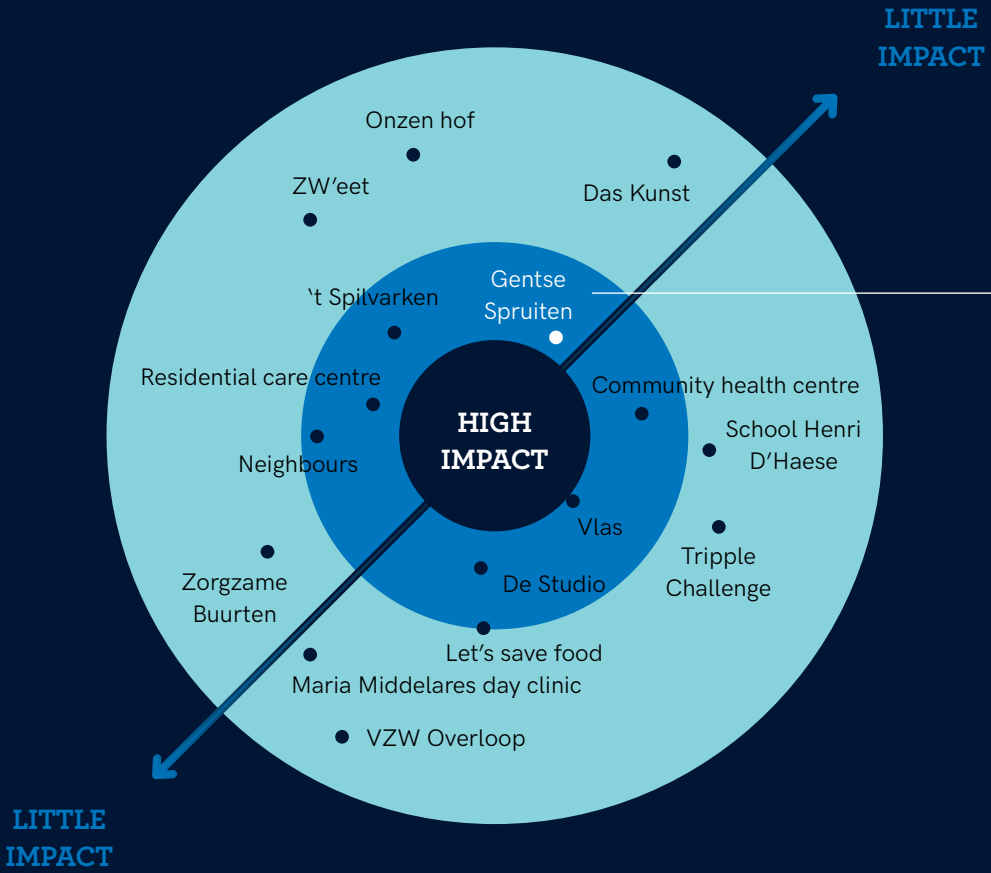 LITTLE
IMPACT
Onzen hof
ZW’eet
Das Kunst
Gentse
Spruiten
‘t Spilvarken
Residential care centre
Community health centre
HIGH
IMPACT
School Henri
D’Haese
Neighbours
Vlas
Tripple
Challenge
De Studio
Zorgzame
Buurten
Let’s save food
Maria Middelares day clinic
VZW Overloop
LITTLE
IMPACT